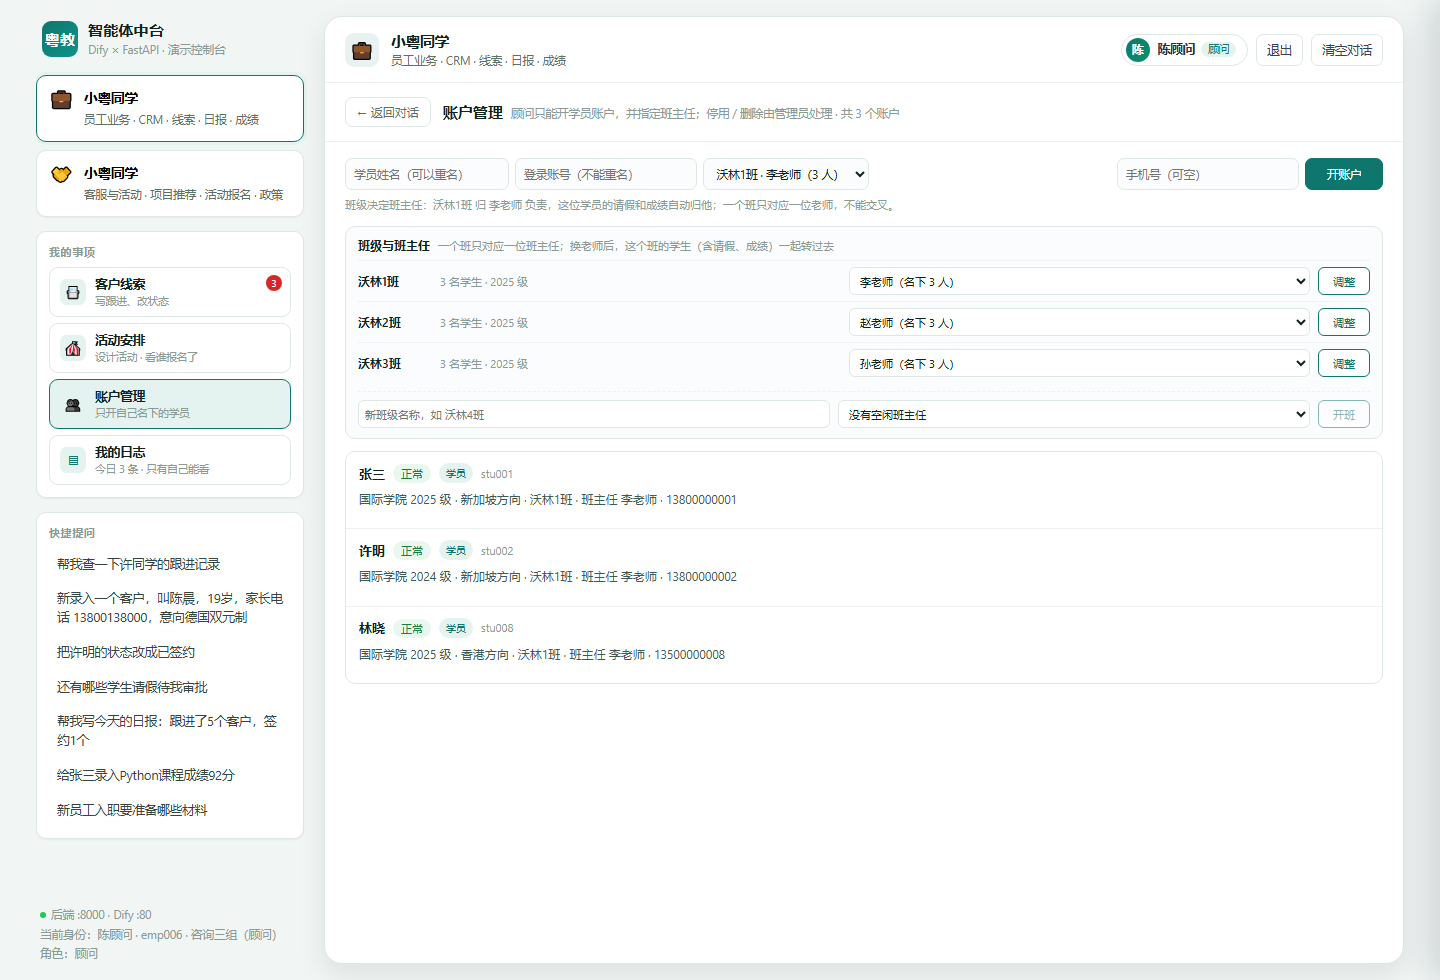 粤教
智能体中台
Dify × FastAPI · 演示控制台
小粤同学
员工业务 · CRM · 线索 · 日报 · 成绩
小粤同学
客服与活动 · 项目推荐 · 活动报名 · 政策
我的事项
客户线索
写跟进、改状态
3
活动安排
设计活动 · 看谁报名了
账户管理
只开自己名下的学员
我的日志
今日 3 条 · 只有自己能看
快捷提问
帮我查一下许同学的跟进记录
新录入一个客户，叫陈晨，19岁，家长电
话 13800138000，意向德国双元制
把许明的状态改成已签约
还有哪些学生请假待我审批
帮我写今天的日报：跟进了5个客户，签
约1个
给张三录入Python课程成绩92分
新员工入职要准备哪些材料
后端 :8000 · Dify :80
当前身份：陈顾问 · emp006 · 咨询三组（顾问）
角色：顾问
小粤同学
员工业务 · CRM · 线索 · 日报 · 成绩
陈 陈顾问 顾问
退出
清空对话
← 返回对话
账户管理 顾问只能开学员账户，并指定班主任；停用 / 删除由管理员处理 · 共 3 个账户
学员姓名（可以重名）
登录账号（不能重名）
沃林1班 · 李老师（3 人）
手机号（可空）
开账户
班级决定班主任：沃林1班 归 李老师 负责，这位学员的请假和成绩自动归他；一个班只对应一位老师，不能交叉。
班级与班主任 一个班只对应一位班主任；换老师后，这个班的学生（含请假、成绩）一起转过去
沃林1班 3 名学生 · 2025 级 李老师（名下 3 人） 调整
沃林2班 3 名学生 · 2025 级 赵老师（名下 3 人） 调整
沃林3班 3 名学生 · 2025 级 孙老师（名下 3 人） 调整
新班级名称，如 沃林4班 没有空闲班主任 开班
张三 正常 学员 stu001
国际学院 2025 级 · 新加坡方向 · 沃林1班 · 班主任 李老师 · 13800000001
许明 正常 学员 stu002
国际学院 2024 级 · 新加坡方向 · 沃林1班 · 班主任 李老师 · 13800000002
林晓 正常 学员 stu008
国际学院 2025 级 · 香港方向 · 沃林1班 · 班主任 李老师 · 13500000008